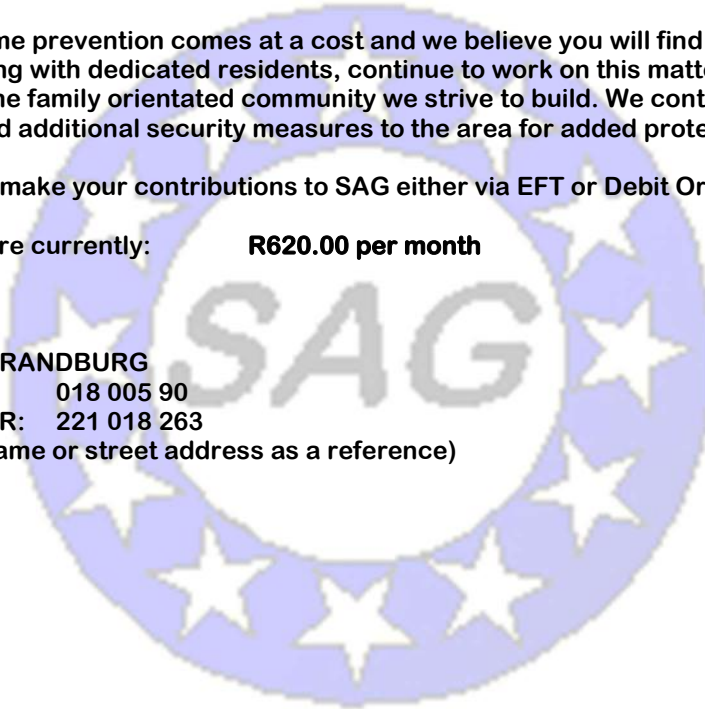 me prevention comes at a cost and we believe you will find
ng with dedicated residents, continue to work on this matte
ne family orientated community we strive to build. We cont
d additional security measures to the area for added prote
make your contributions to SAG either via EFT or Debit Or
re currently: R620.00 per month
SAG
RANDBURG
018 005 90
R: 221 018 263
ame or street address as a reference)